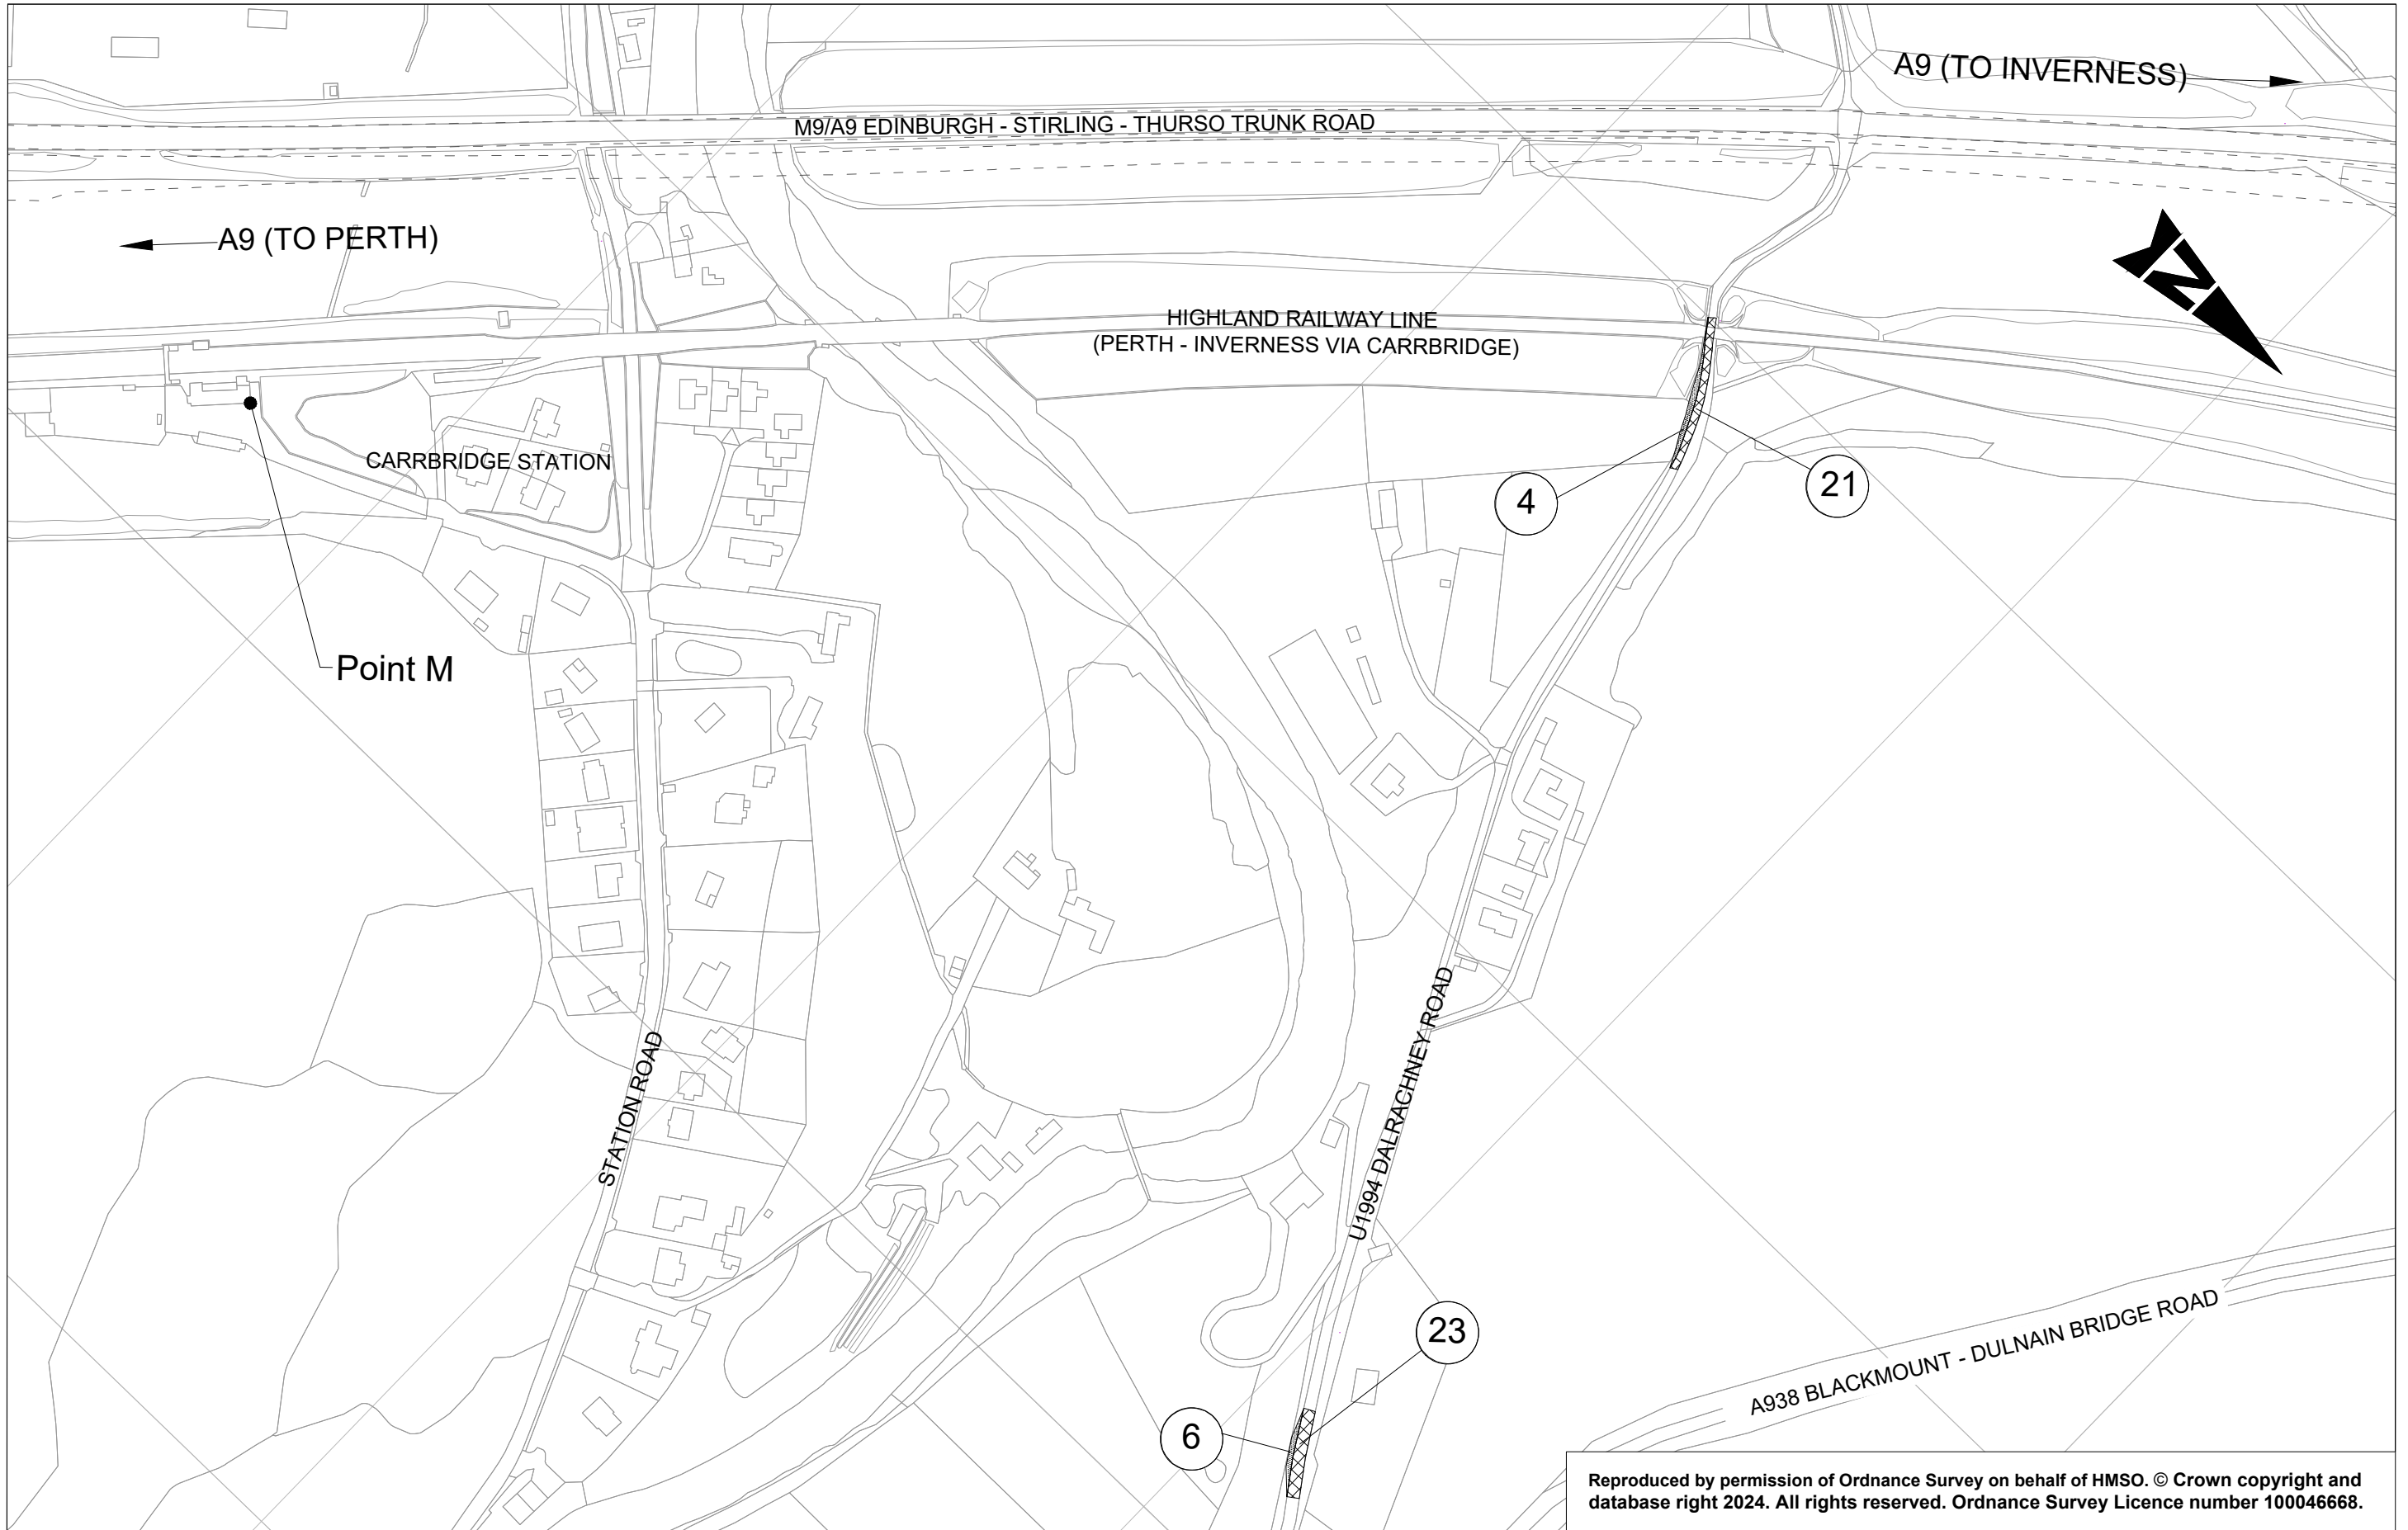 A9 (TO INVERNESS)
M9/A9 EDINBURGH - STIRLING - THURSO TRUNK ROAD
A9 (TO PERTH)
N
HIGHLAND RAILWAY LINE
(PERTH - INVERNESS VIA CARRBRIDGE)
CARRBRIDGE STATION
21
4
Point M
U1994 DALRACHNEY ROAD
STATION ROAD
23
A938 BLACKMOUNT - DULNAIN BRIDGE ROAD
6
Reproduced by permission of Ordnance Survey on behalf of HMSO. © Crown copyright and
database right 2024. All rights reserved. Ordnance Survey Licence number 100046668.